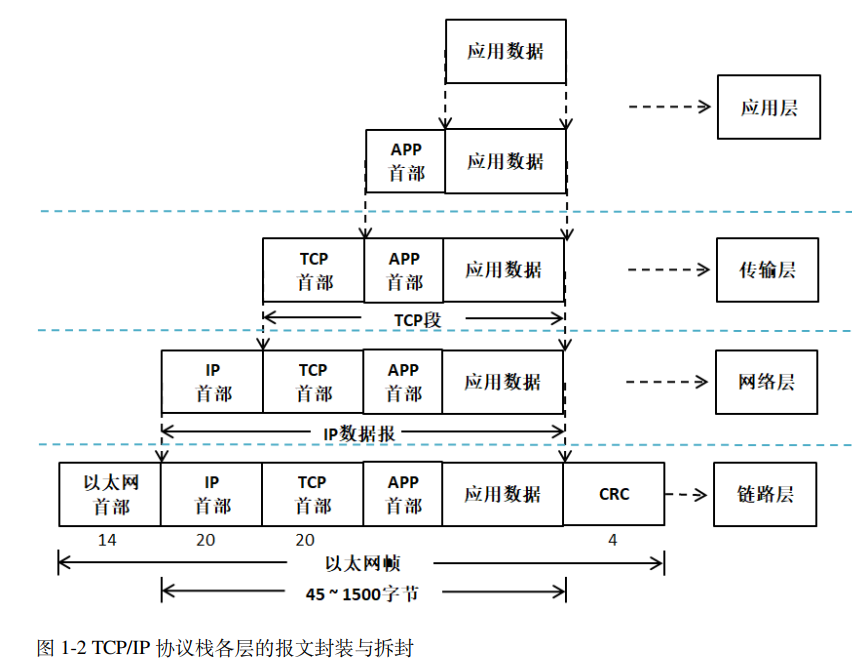 应用数据
应用层
APP 应用数据
首部
TCP APP 应用数据 传输层
首部 首部
TCP段
IP TCP APP 应用数据 网络层
首部 首部 首部
IP数据报
以太网 IP TCP APP 应用数据 CRC 链路层
首部 首部 首部 首部
14 20 20 4
以太网帧
45 ~ 1500字节
图 1-2 TCP/IP 协议栈各层的报文封装与拆封